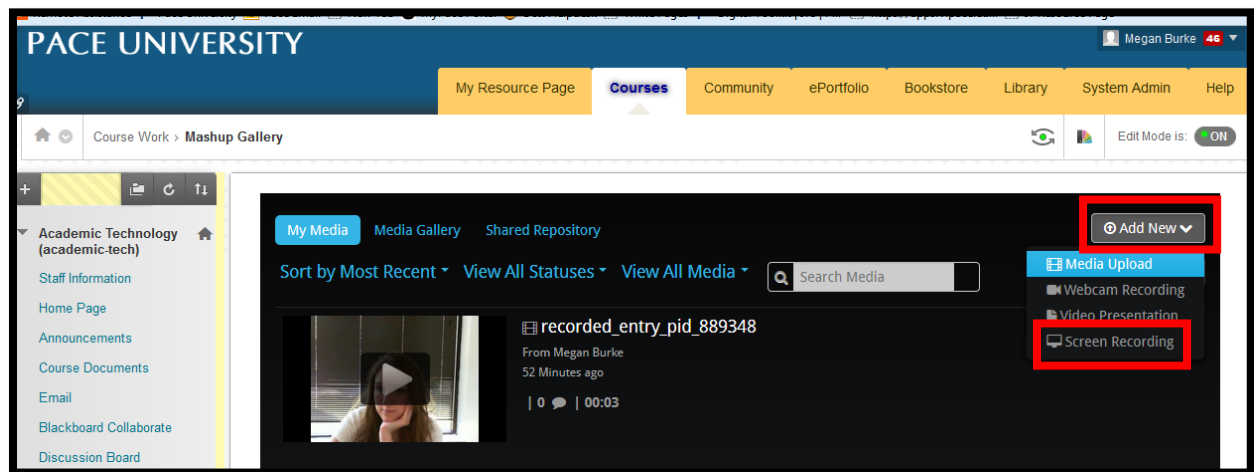 PACE UNIVERSITY
Megan Burke 46
My Resource Page Courses Community ePortfolio Bookstore Library System Admin Help
Course Work > Mashup Gallery
Edit Mode is: ON
My Media Media Gallery Shared Repository
Add New
Academic Technology
(academic-tech)
Sort by Most Recent View All Statuses View All Media Search Media
Media Upload
Webcam Recording
Video Presentation
Screen Recording
Staff Information
Home Page
Announcements
Course Documents
Email
Blackboard Collaborate
Discussion Board
recorded_entry_pid_889348
From Megan Burke
52 Minutes ago
| 0 | 00:03